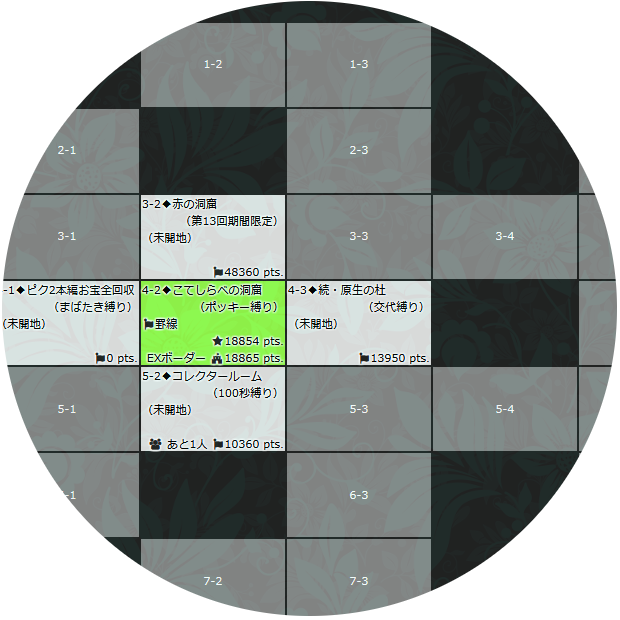 1-2
1-3
2-1
2-3
3-1
3-2◆赤の洞窟
（第13回期間限定）
（未開地）
48360 pts.
3-3
3-4
-1◆ピク2本編お宝全回収
（まばたき縛り）
（未開地）
0 pts.
4-2◆こてしらべの洞窟
（ポッキー縛り）
罫線
★18854 pts.
EXボーダー 18865 pts.
4-3◆続・原生の杜
（交代縛り）
（未開地）
13950 pts.
5-1
5-2◆コレクタールーム
（100秒縛り）
（未開地）
あと1人 10360 pts.
5-3
5-4
-1
6-3
7-2
7-3